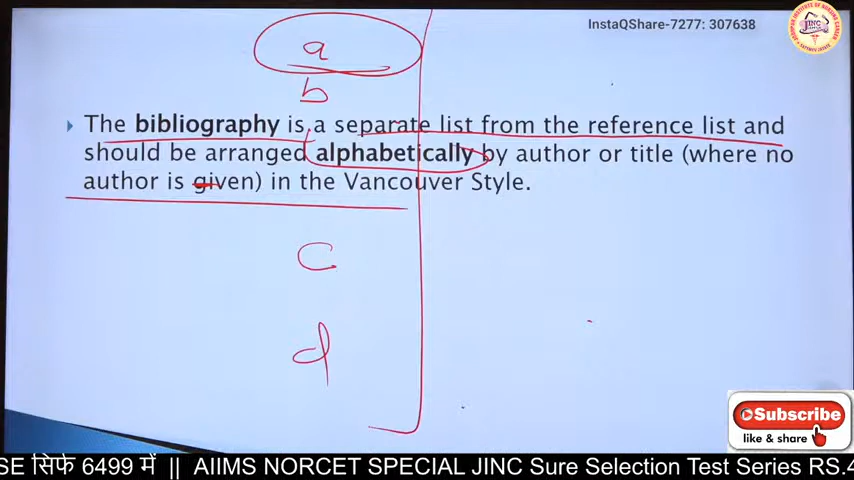 InstaQShare-7277: 307638
JINC
a
b
The bibliography is a separate list from the reference list and
should be arranged alphabetically by author or title (where no
author is given) in the Vancouver Style.
c
d
Subscribe
like & share
SE सिर्फ 6499 में || AIIMS NORCET SPECIAL JINC Sure Selection Test Series RS.4